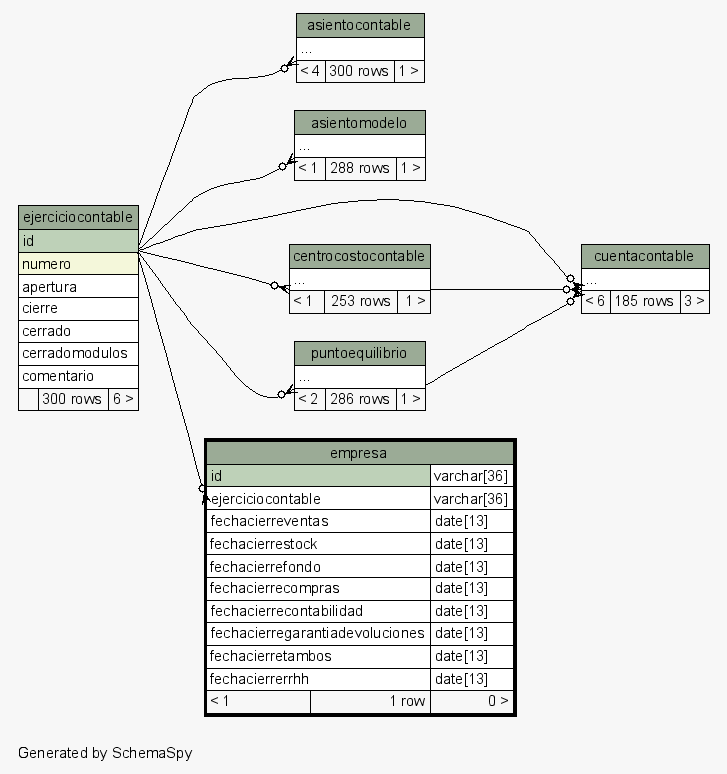 asientocontable
...
< 4 300 rows 1 >
asientomodelo
...
< 1 288 rows 1 >
ejerciciocontable
id
numero
apertura
cierre
cerrado
cerradomodulos
comentario
300 rows 6 >
centrocostocontable
...
< 1 253 rows 1 >
cuentacontable
...
< 6 185 rows 3 >
puntoequilibrio
...
< 2 286 rows 1 >
empresa
id varchar[36]
ejerciciocontable varchar[36]
fechacierreventas date[13]
fechacierrestock date[13]
fechacierrefondo date[13]
fechacierrecompras date[13]
fechacierrecontabilidad date[13]
fechacierregarantiadevoluciones date[13]
fechacierretambos date[13]
fechacierrerrhh date[13]
< 1 1 row 0 >
Generated by SchemaSpy